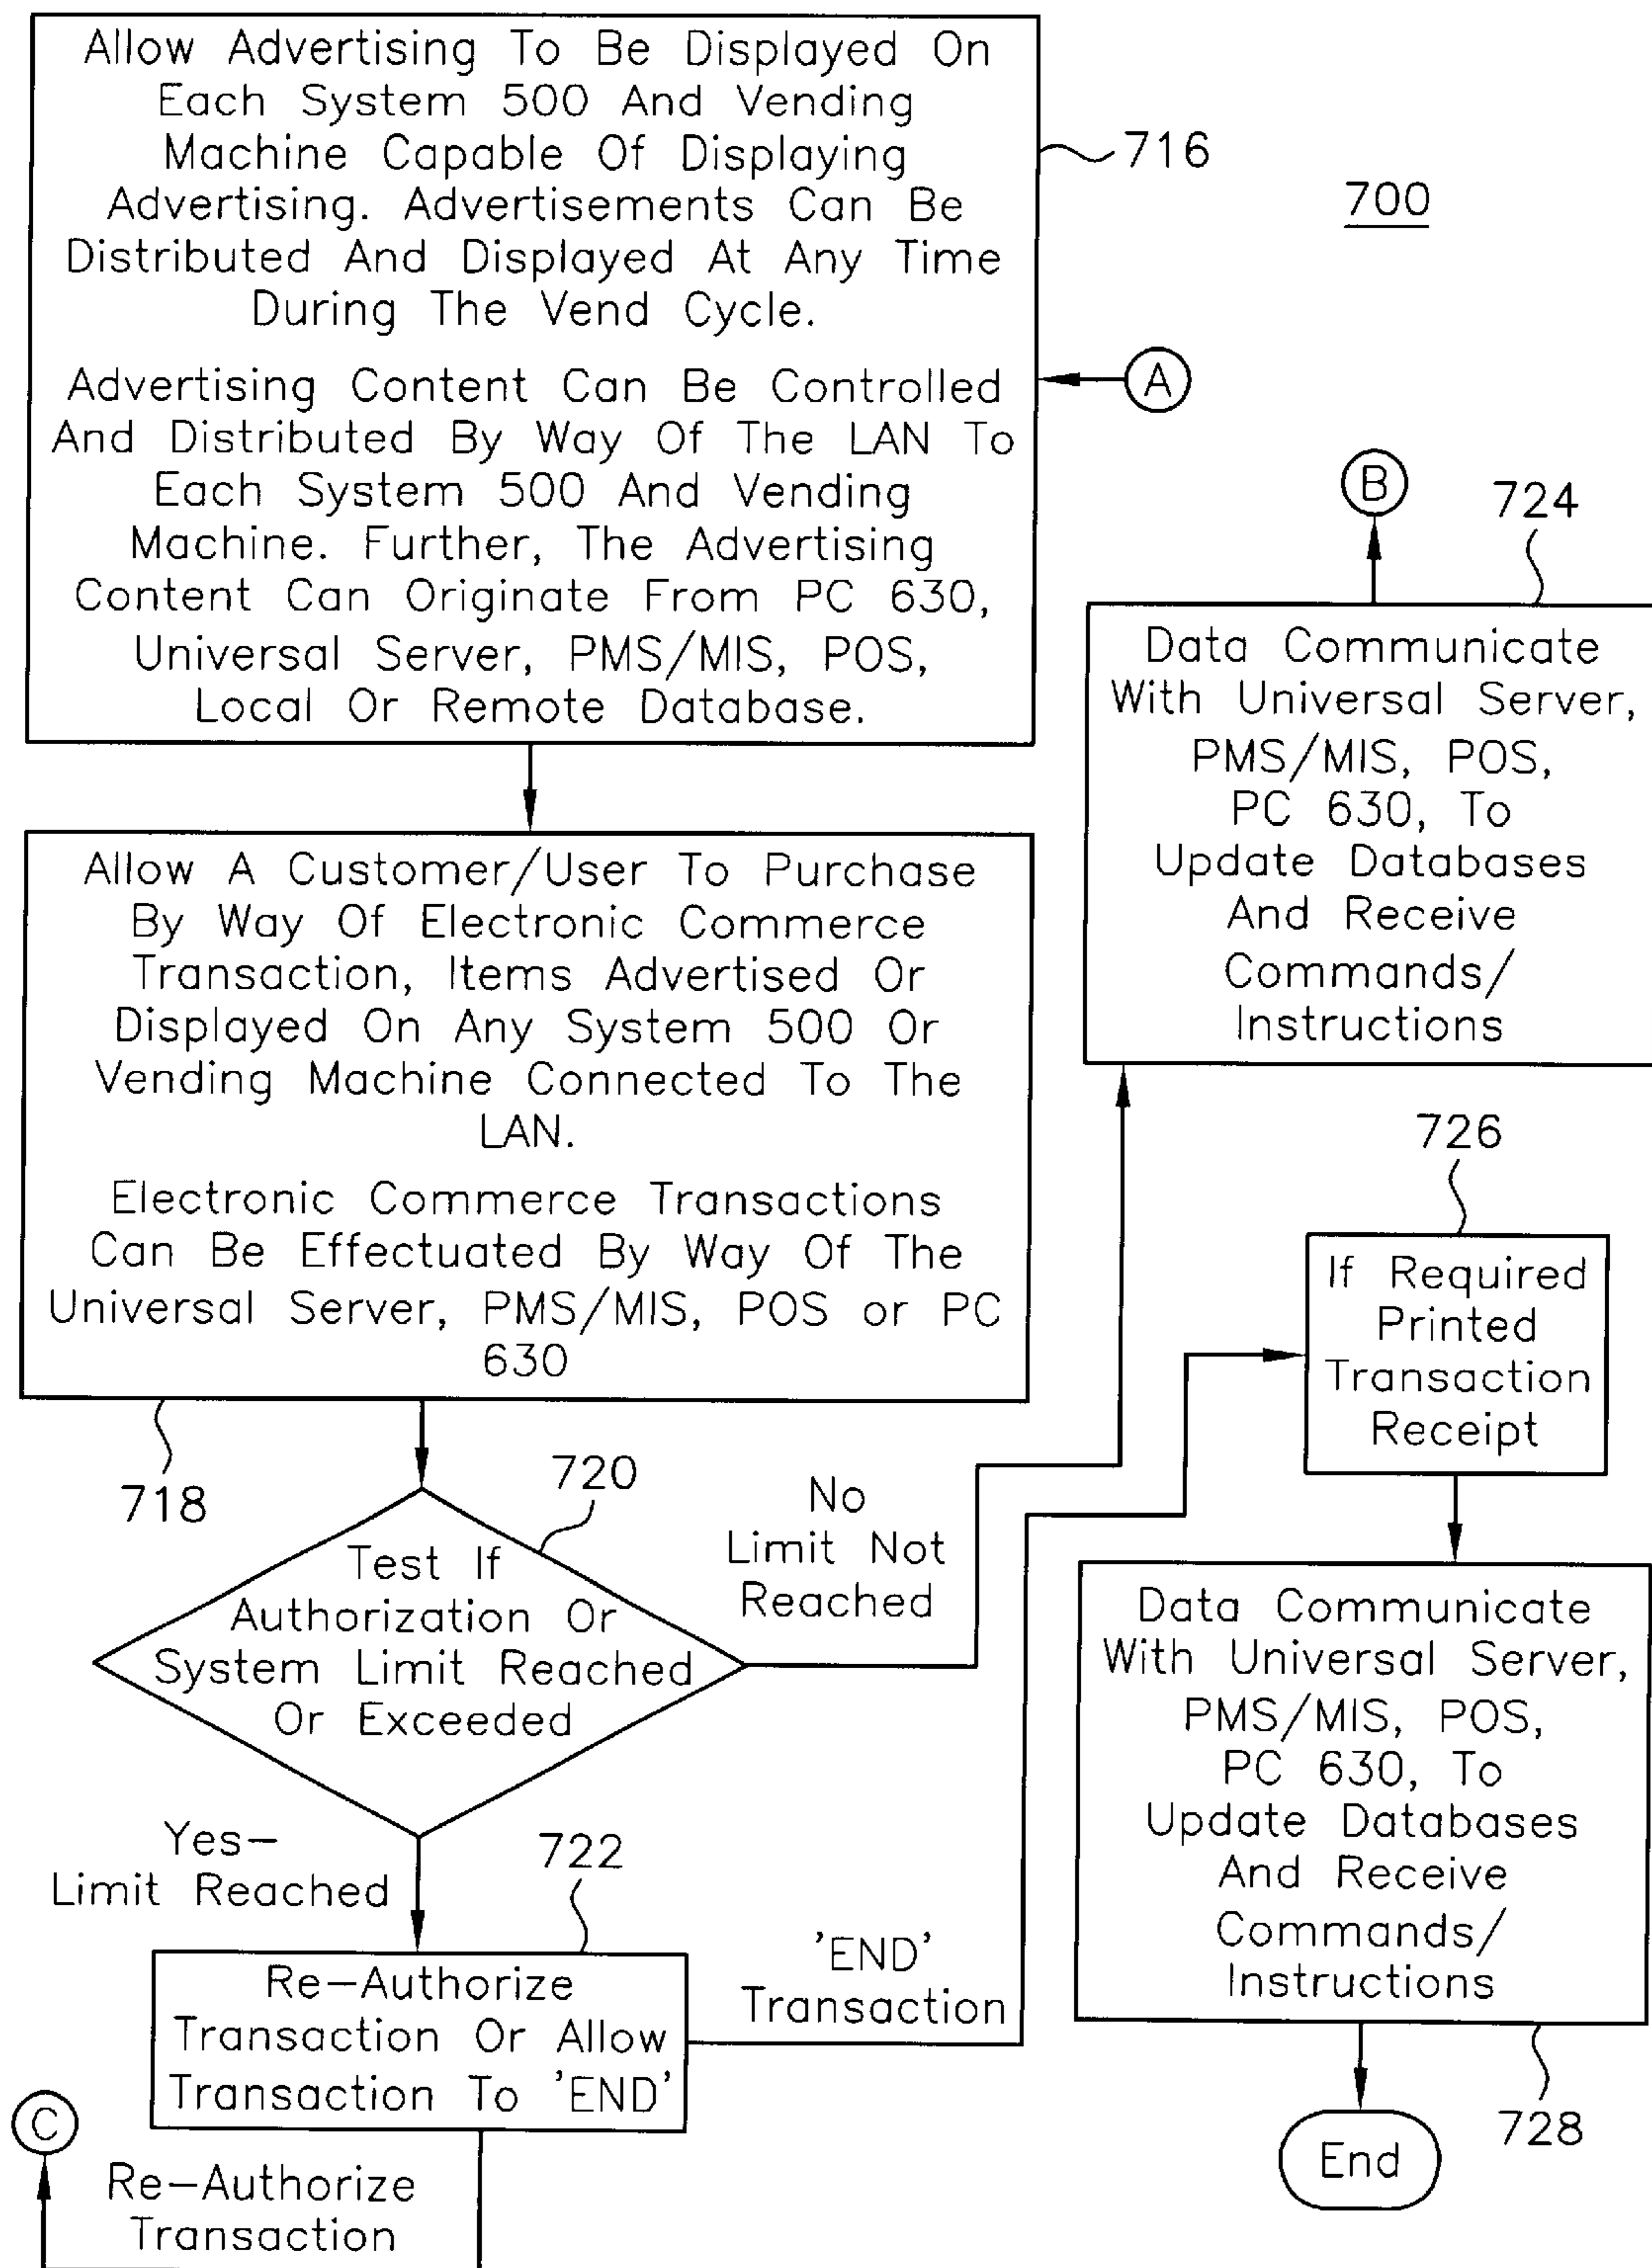 Allow Advertising To Be Displayed On
Each System 500 And Vending
Machine Capable Of Displaying
Advertising. Advertisements Can Be
Distributed And Displayed At Any Time
During The Vend Cycle.
Advertising Content Can Be Controlled
And Distributed By Way Of The LAN To
Each System 500 And Vending
Machine. Further, The Advertising
Content Can Originate From PC 630,
Universal Server, PMS/MIS, POS,
Local Or Remote Database.
716
700
A
Allow A Customer/User To Purchase
By Way Of Electronic Commerce
Transaction, Items Advertised Or
Displayed On Any System 500 Or
Vending Machine Connected To The
LAN.
Electronic Commerce Transactions
Can Be Effectuated By Way Of The
Universal Server, PMS/MIS, POS or PC
630
718
720
Test If
Authorization Or
System Limit Reached
Or Exceeded
No
Limit Not
Reached
Yes-
Limit Reached
722
Re-Authorize
Transaction Or Allow
Transaction To 'END'
'END'
Transaction
C
Re-Authorize
Transaction
B
724
Data Communicate
With Universal Server,
PMS/MIS, POS,
PC 630, To
Update Databases
And Receive
Commands/
Instructions
726
If Required
Printed
Transaction
Receipt
Data Communicate
With Universal Server,
PMS/MIS, POS,
PC 630, To
Update Databases
And Receive
Commands/
Instructions
728
End